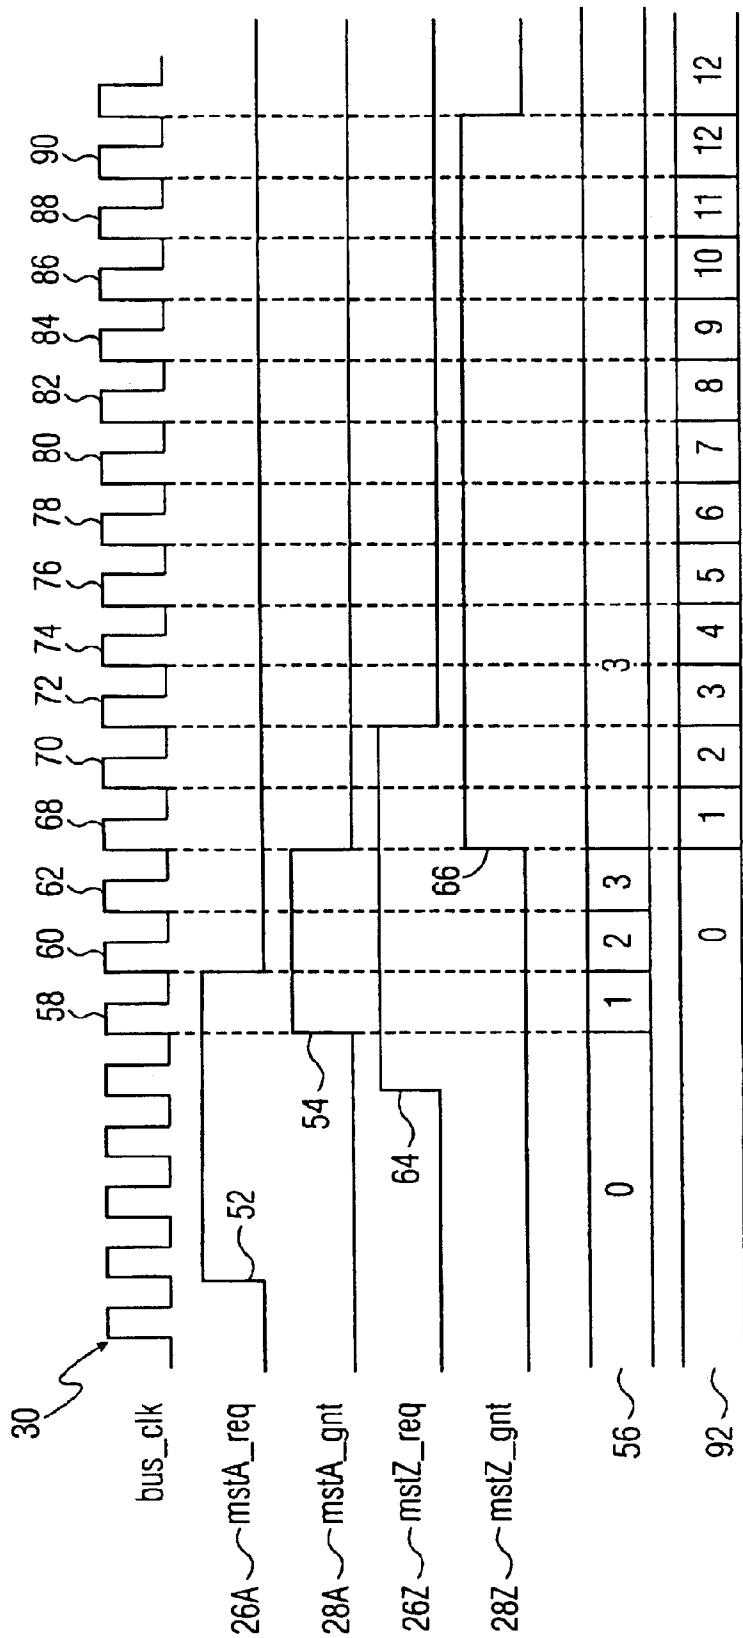 30
58 60 62 68 70 72 74 76 78 80 82 84 86 88 90
bus_clk
26A mstA_req 52
28A mstA_gnt 54
26Z mstZ_req 64
28Z mstZ_gnt 66
56 0 1 2 3 3
92 0 1 2 3 4 5 6 7 8 9 10 11 12 12